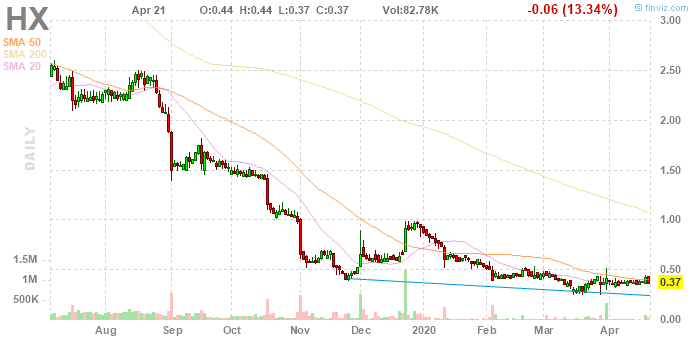 HX Apr 21 O:0.44 H:0.44 L:0.37 C:0.37 Vol:82.78K -0.06 (13.34%) © finviz.com
SMA 50
SMA 200
SMA 20
DAILY
3.00
2.50
2.00
1.50
1.00
0.50
0.37
0.00
1.5M
1M
500K
Aug Sep Oct Nov Dec 2020 Feb Mar Apr